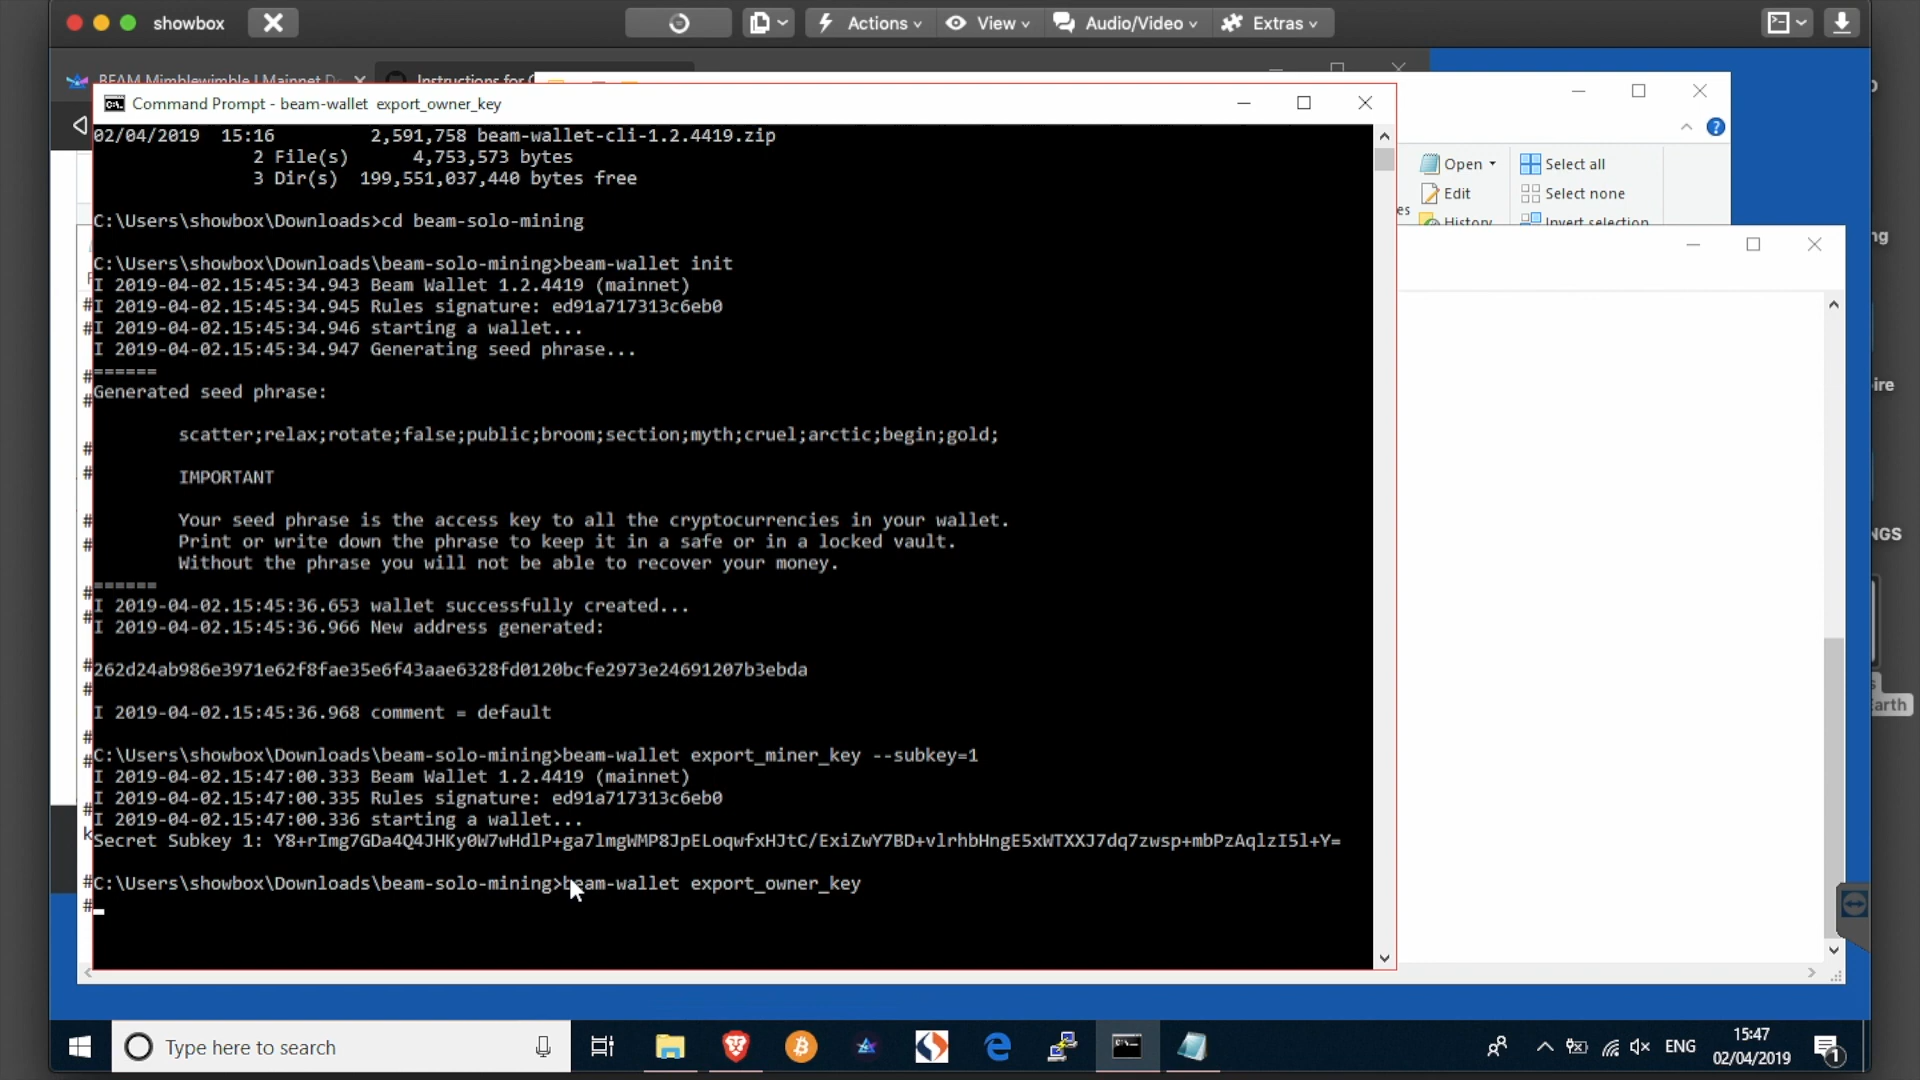 showbox
Actions
View
Audio/Video
Extras
BEAM Mimblewimble | Mainnet
Instructions for
Command Prompt - beam-wallet  export_owner_key
02/04/2019  15:16         2,591,758 beam-wallet-cli-1.2.4419.zip
2 File(s)      4,753,573 bytes
3 Dir(s)  199,551,037,440 bytes free
C:\Users\showbox\Downloads>cd beam-solo-mining
C:\Users\showbox\Downloads\beam-solo-mining>beam-wallet init
I 2019-04-02.15:45:34.943 Beam Wallet 1.2.4419 (mainnet)
I 2019-04-02.15:45:34.945 Rules signature: ed91a717313c6eb0
I 2019-04-02.15:45:34.946 starting a wallet...
I 2019-04-02.15:45:34.947 Generating seed phrase...
======
Generated seed phrase:
scatter;relax;rotate;false;public;broom;section;myth;cruel;arctic;begin;gold;
IMPORTANT
Your seed phrase is the access key to all the cryptocurrencies in your wallet.
Print or write down the phrase to keep it in a safe or in a locked vault.
Without the phrase you will not be able to recover your money.
======
I 2019-04-02.15:45:36.653 wallet successfully created...
I 2019-04-02.15:45:36.966 New address generated:
262d24ab986e3971e62f8fae35e6f43aae6328fd0120bcfe2973e24691207b3ebda
I 2019-04-02.15:45:36.968 comment = default
C:\Users\showbox\Downloads\beam-solo-mining>beam-wallet export_miner_key --subkey=1
I 2019-04-02.15:47:00.333 Beam Wallet 1.2.4419 (mainnet)
I 2019-04-02.15:47:00.335 Rules signature: ed91a717313c6eb0
I 2019-04-02.15:47:00.336 starting a wallet...
Secret Subkey 1: Y8+rImg7GDa4Q4JHKy0W7wHdlP+ga7lmgWMP8JpELoqwfxHJtC/ExiZwY7BD+vlrhbHngE5xWTXXJ7dq7zwsp+mbPzAqlzI5l+Y=
C:\Users\showbox\Downloads\beam-solo-mining>beam-wallet export_owner_key
Open
Select all
Edit
Select none
History
Invert selection
Earth
Type here to search
ENG
15:47
02/04/2019
1